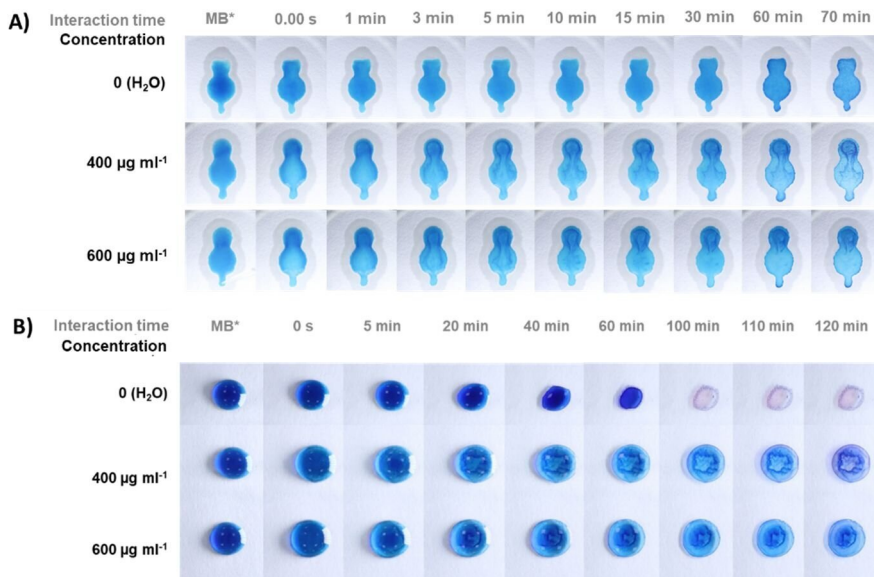 A)
Interaction time MB* 0.00 s 1 min 3 min 5 min 10 min 15 min 30 min 60 min 70 min
Concentration
0 (H₂O)
400 µg ml⁻¹
600 µg ml⁻¹
B)
Interaction time MB* 0 s 5 min 20 min 40 min 60 min 100 min 110 min 120 min
Concentration
0 (H₂O)
400 µg ml⁻¹
600 µg ml⁻¹